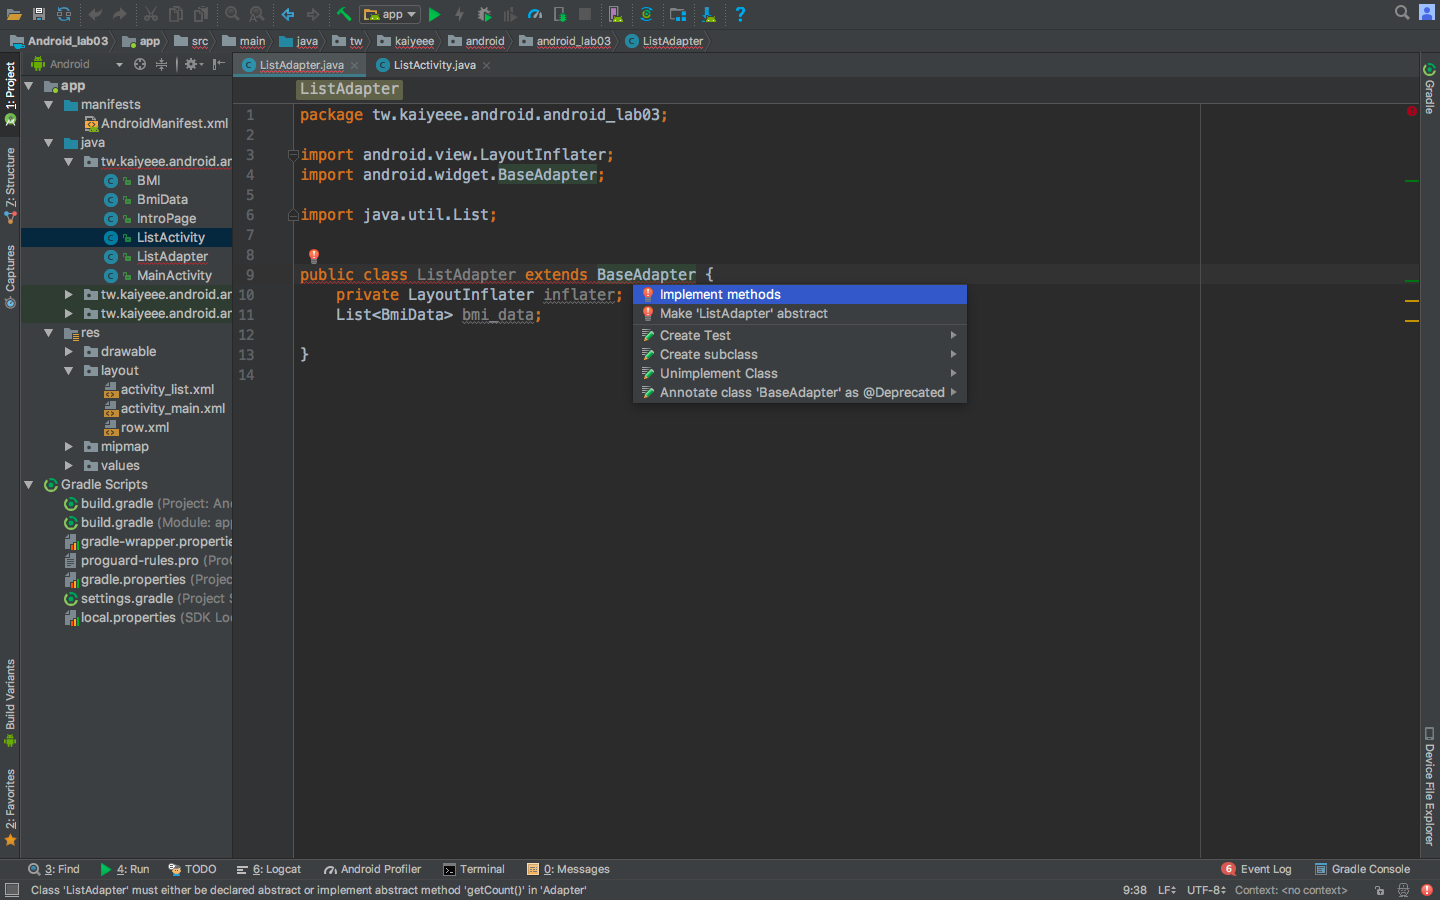 app
Android_lab03 app src main java tw kaiyeee android android_lab03 ListAdapter
Android
ListAdapter.java
ListActivity.java
1: Project
Z: Structure
Captures
Build Variants
2: Favorites
app
manifests
AndroidManifest.xml
java
tw.kaiyeee.android.ar
BMI
BmiData
IntroPage
ListActivity
ListAdapter
MainActivity
tw.kaiyeee.android.ar
tw.kaiyeee.android.ar
res
drawable
layout
activity_list.xml
activity_main.xml
row.xml
mipmap
values
Gradle Scripts
build.gradle (Project: And
build.gradle (Module: app
gradle-wrapper.propertie
proguard-rules.pro (ProG
gradle.properties (Projec
settings.gradle (Project S
local.properties (SDK Loc
ListAdapter
1 package tw.kaiyeee.android.android_lab03;
2
3 import android.view.LayoutInflater;
4 import android.widget.BaseAdapter;
5
6 import java.util.List;
7
8
9 public class ListAdapter extends BaseAdapter {
10 private LayoutInflater inflater;
11 List<BmiData> bmi_data;
12
13 }
14
Implement methods
Make 'ListAdapter' abstract
Create Test
Create subclass
Unimplement Class
Annotate class 'BaseAdapter' as @Deprecated
Gradle
Device File Explorer
3: Find 4: Run TODO 6: Logcat Android Profiler Terminal 0: Messages 6 Event Log Gradle Console
Class 'ListAdapter' must either be declared abstract or implement abstract method 'getCount()' in 'Adapter' 9:38 LF UTF-8 Context: <no context>